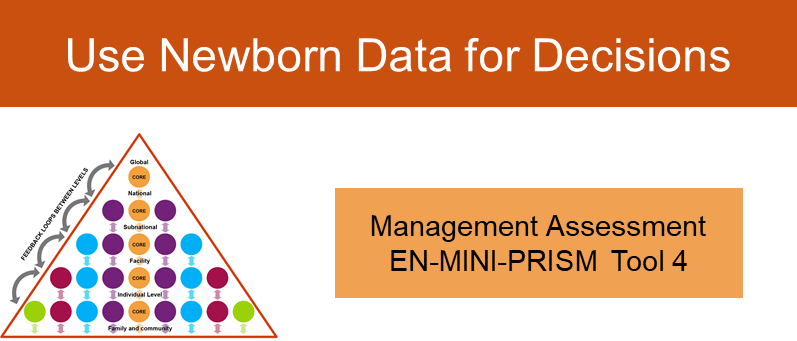 Use Newborn Data for Decisions
FEEDBACK LOOPS BETWEEN LEVELS
Global
CORE
National
CORE
Subnational
CORE
Facility
CORE
Individual Level
CORE
Family and community
Management Assessment
EN-MINI-PRISM Tool 4